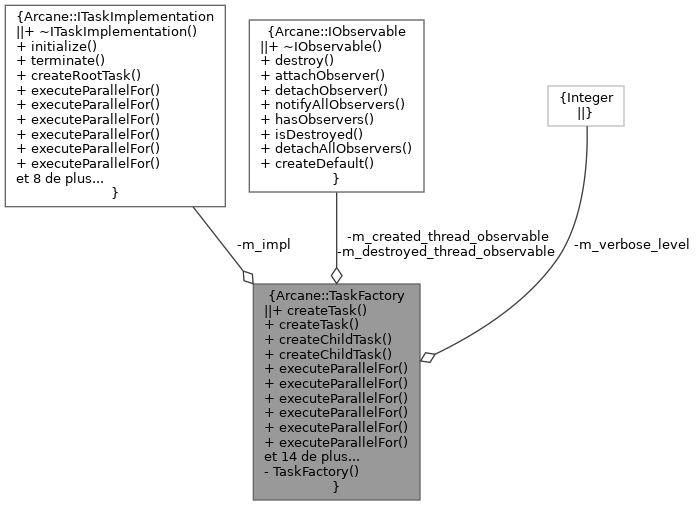 {Arcane::ITaskImplementation
||+ ~ITaskImplementation()
+ initialize()
+ terminate()
+ createRootTask()
+ executeParallelFor()
+ executeParallelFor()
+ executeParallelFor()
+ executeParallelFor()
+ executeParallelFor()
+ executeParallelFor()
et 8 de plus...
}
{Arcane::IObservable
||+ ~IObservable()
+ destroy()
+ attachObserver()
+ detachObserver()
+ notifyAllObservers()
+ hasObservers()
+ isDestroyed()
+ detachAllObservers()
+ createDefault()
}
{Integer
||}
-m_impl
-m_created_thread_observable
-m_destroyed_thread_observable
-m_verbose_level
{Arcane::TaskFactory
||+ createTask()
+ createTask()
+ createChildTask()
+ createChildTask()
+ executeParallelFor()
+ executeParallelFor()
+ executeParallelFor()
+ executeParallelFor()
+ executeParallelFor()
+ executeParallelFor()
et 14 de plus...
- TaskFactory()
}